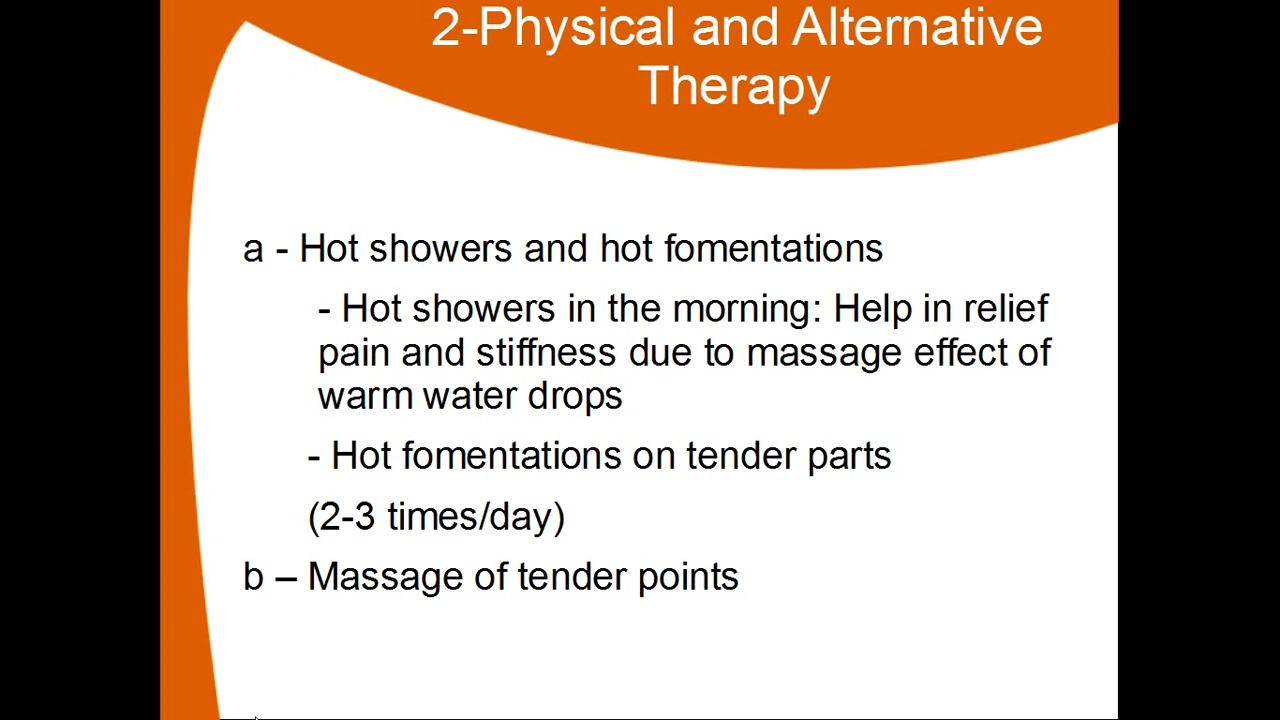 2-Physical and Alternative
Therapy
a - Hot showers and hot fomentations
- Hot showers in the morning: Help in relief
pain and stiffness due to massage effect of
warm water drops
- Hot fomentations on tender parts
(2-3 times/day)
b – Massage of tender points